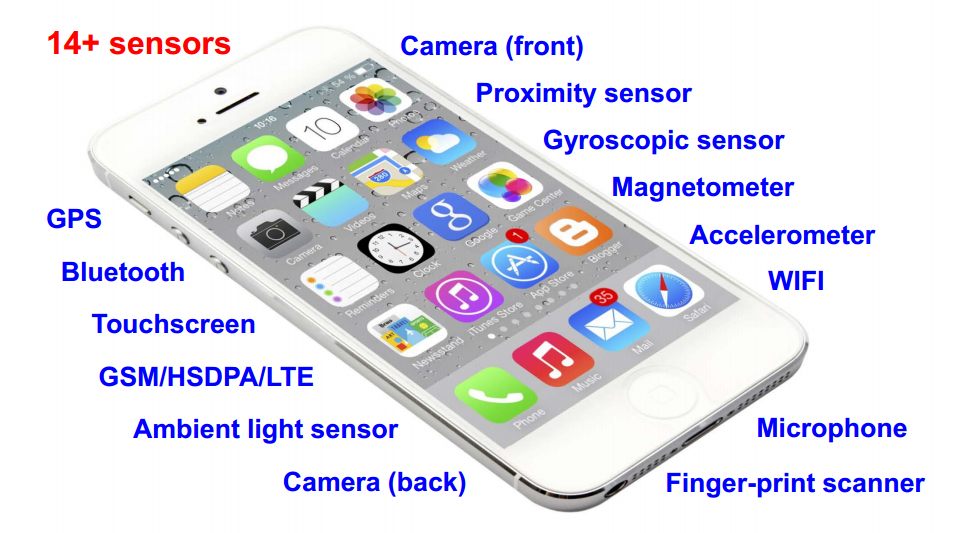 14+ sensors
Camera (front)
Proximity sensor
Gyroscopic sensor
Magnetometer
Accelerometer
WIFI
GPS
Bluetooth
Touchscreen
GSM/HSDPA/LTE
Ambient light sensor
Camera (back)
Microphone
Finger-print scanner
10:16
54 %
Notes
Messages
10
Calendar
Photos
Camera
Videos
280
Maps
Weather
Reminders
Clock
g
Google
Game Center
Newsstand
iTunes Store
1
App Store
Blogger
Phone
Music
35
Mail
Safari